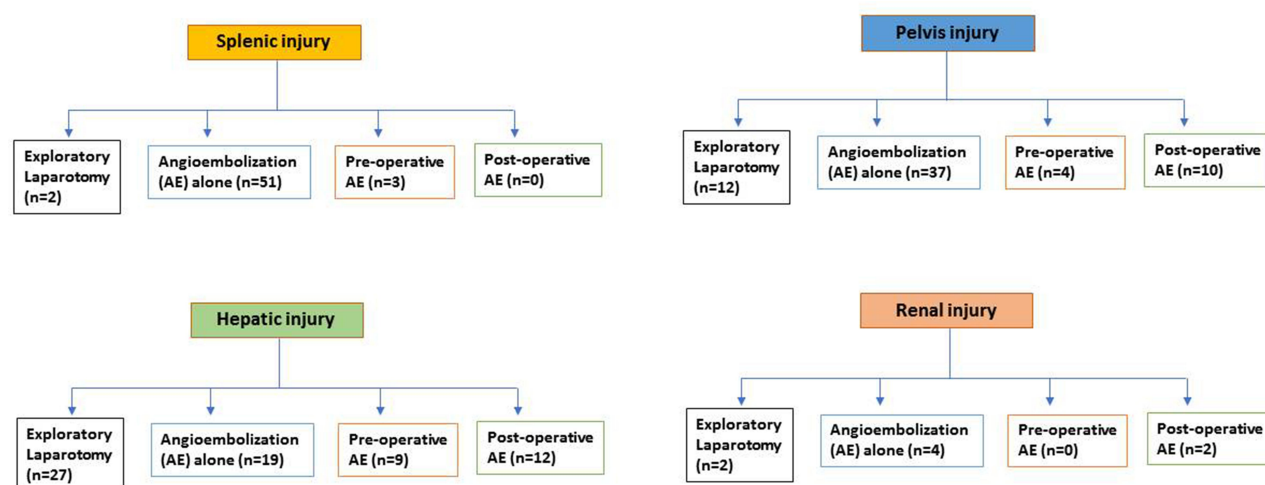 Splenic injury
Exploratory
Laparotomy
(n=2)
Angioembolization
(AE) alone (n=51)
Pre-operative
AE (n=3)
Post-operative
AE (n=0)
Pelvis injury
Exploratory
Laparotomy
(n=12)
Angioembolization
(AE) alone (n=37)
Pre-operative
AE (n=4)
Post-operative
AE (n=10)
Hepatic injury
Exploratory
Laparotomy
(n=27)
Angioembolization
(AE) alone (n=19)
Pre-operative
AE (n=9)
Post-operative
AE (n=12)
Renal injury
Exploratory
Laparotomy
(n=2)
Angioembolization
(AE) alone (n=4)
Pre-operative
AE (n=0)
Post-operative
AE (n=2)